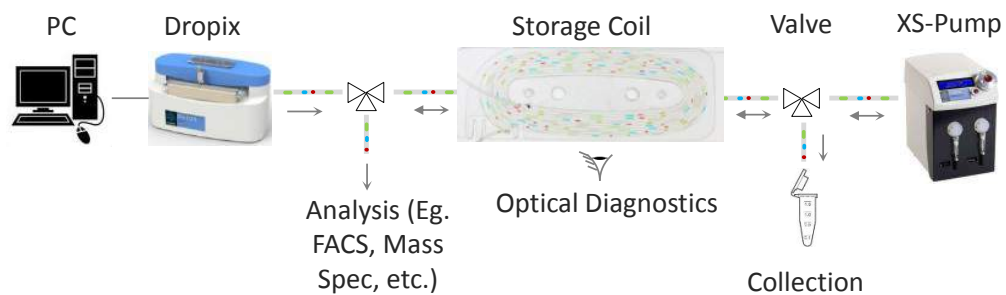 PC
Dropix
Storage Coil
Valve
XS-Pump
Analysis (Eg.
FACS, Mass
Spec, etc.)
Optical Diagnostics
Collection